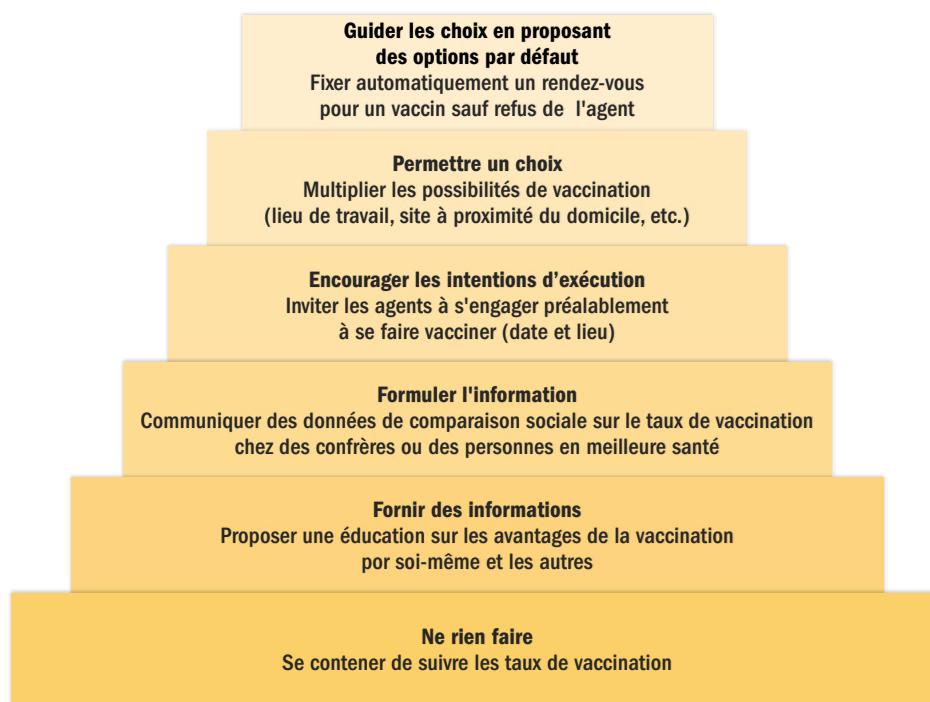 Guider les choix en proposant
des options par défaut
Fixer automatiquement un rendez-vous
pour un vaccin sauf refus de l'agent
Permettre un choix
Multiplier les possibilités de vaccination
(lieu de travail, site à proximité du domicile, etc.)
Encourager les intentions d’exécution
Inviter les agents à s'engager préalablement
à se faire vacciner (date et lieu)
Formuler l'information
Communiquer des données de comparaison sociale sur le taux de vaccination
chez des confrères ou des personnes en meilleure santé
Fornir des informations
Proposer une éducation sur les avantages de la vaccination
por soi-même et les autres
Ne rien faire
Se contener de suivre les taux de vaccination